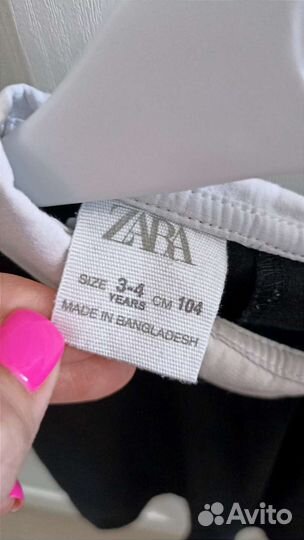 ZARA
SIZE 3-4 YEARS CM 104
MADE IN BANGLADESH
Avito